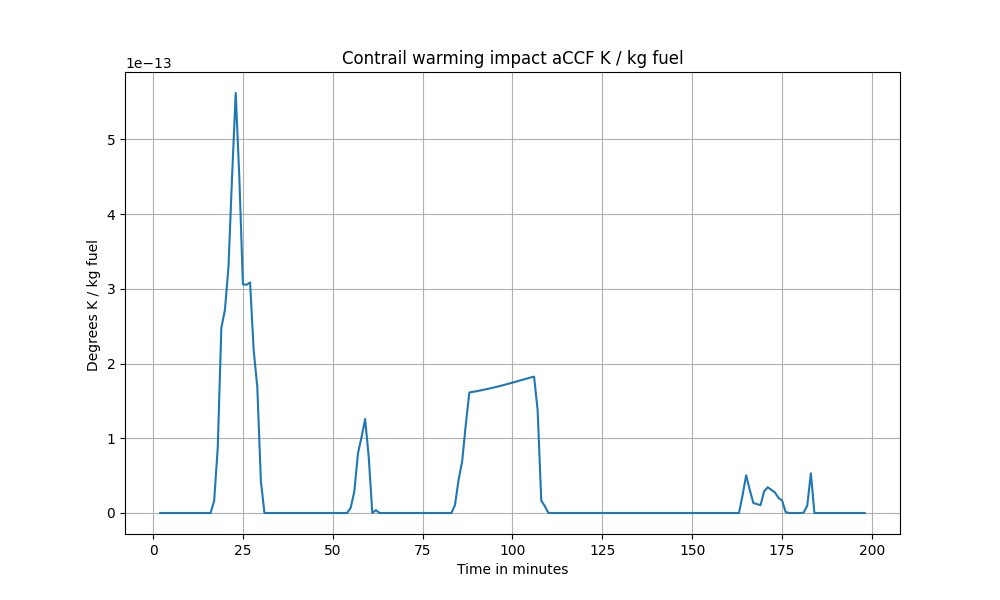 Contrail warming impact aCCF K / kg fuel
1e−13
Degrees K / kg fuel
5
4
3
2
1
0
0 25 50 75 100 125 150 175 200
Time in minutes